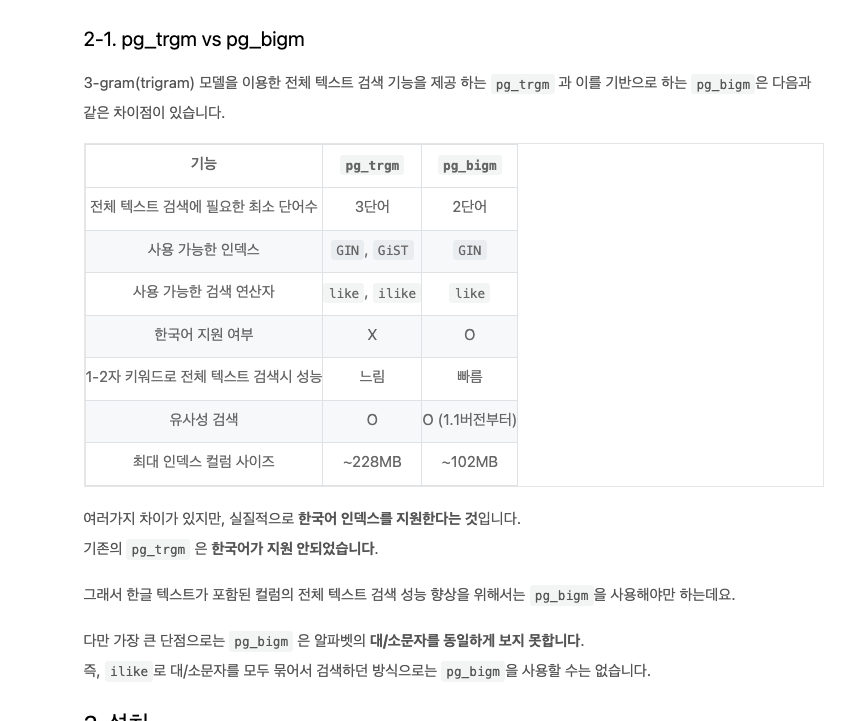 2-1. pg_trgm vs pg_bigm
3-gram(trigram) 모델을 이용한 전체 텍스트 검색 기능을 제공 하는 pg_trgm 과 이를 기반으로 하는 pg_bigm 은 다음과
같은 차이점이 있습니다.
기능 pg_trgm pg_bigm
전체 텍스트 검색에 필요한 최소 단어수 3단어 2단어
사용 가능한 인덱스 GIN , GiST GIN
사용 가능한 검색 연산자 like , ilike like
한국어 지원 여부 X O
1-2자 키워드로 전체 텍스트 검색시 성능 느림 빠름
유사성 검색 O O (1.1버전부터)
최대 인덱스 컬럼 사이즈 ~228MB ~102MB
여러가지 차이가 있지만, 실질적으로 한국어 인덱스를 지원한다는 것입니다.
기존의 pg_trgm 은 한국어가 지원 안되었습니다.
그래서 한글 텍스트가 포함된 컬럼의 전체 텍스트 검색 성능 향상을 위해서는 pg_bigm 을 사용해야만 하는데요.
다만 가장 큰 단점으로는 pg_bigm 은 알파벳의 대/소문자를 동일하게 보지 못합니다.
즉, ilike 로 대/소문자를 모두 묶어서 검색하던 방식으로는 pg_bigm 을 사용할 수는 없습니다.